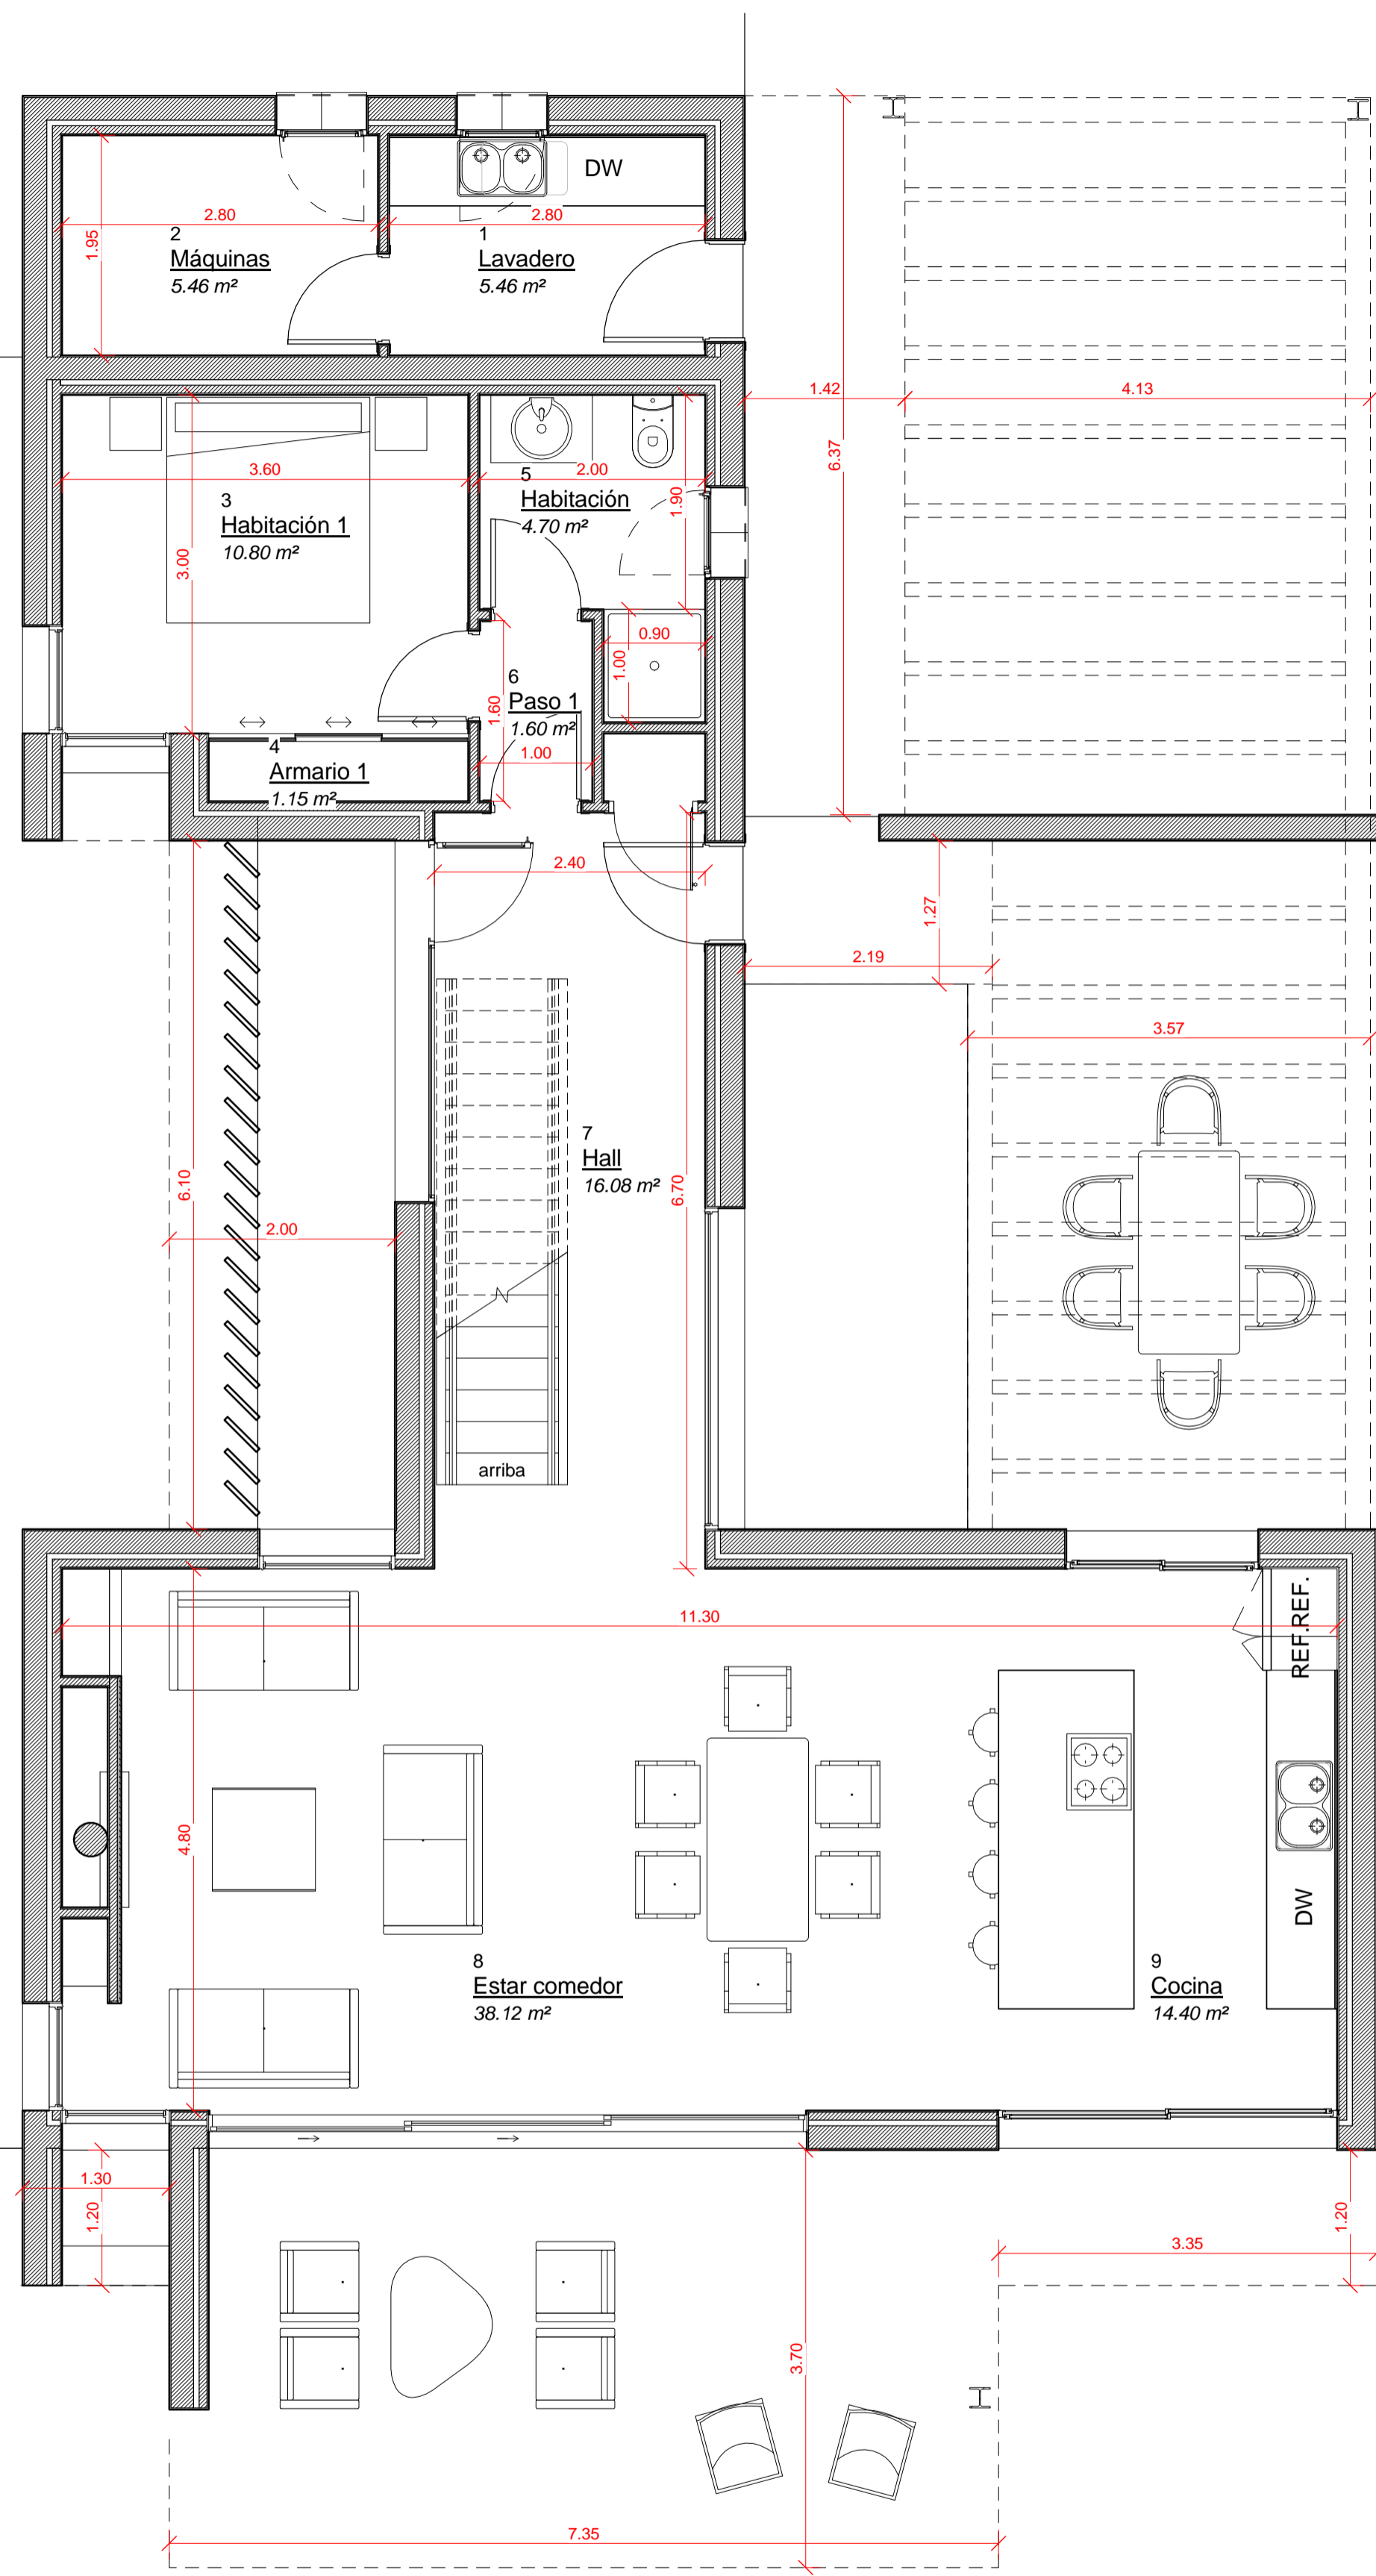 DW
2.80
2.80
1.95
2
Máquinas
5.46 m²
1
Lavadero
5.46 m²
1.42
4.13
6.37
3.60
2.00
3
Habitación 1
10.80 m²
5
Habitación
4.70 m²
1.90
3.00
0.90
1.00
6
Paso 1
1.60 m²
1.60
1.00
4
Armario 1
1.15 m²
2.40
1.27
2.19
3.57
7
Hall
16.08 m²
6.10
6.70
2.00
arriba
11.30
REF.REF.
4.80
DW
8
Estar comedor
38.12 m²
9
Cocina
14.40 m²
1.30
1.20
1.20
3.35
3.70
7.35